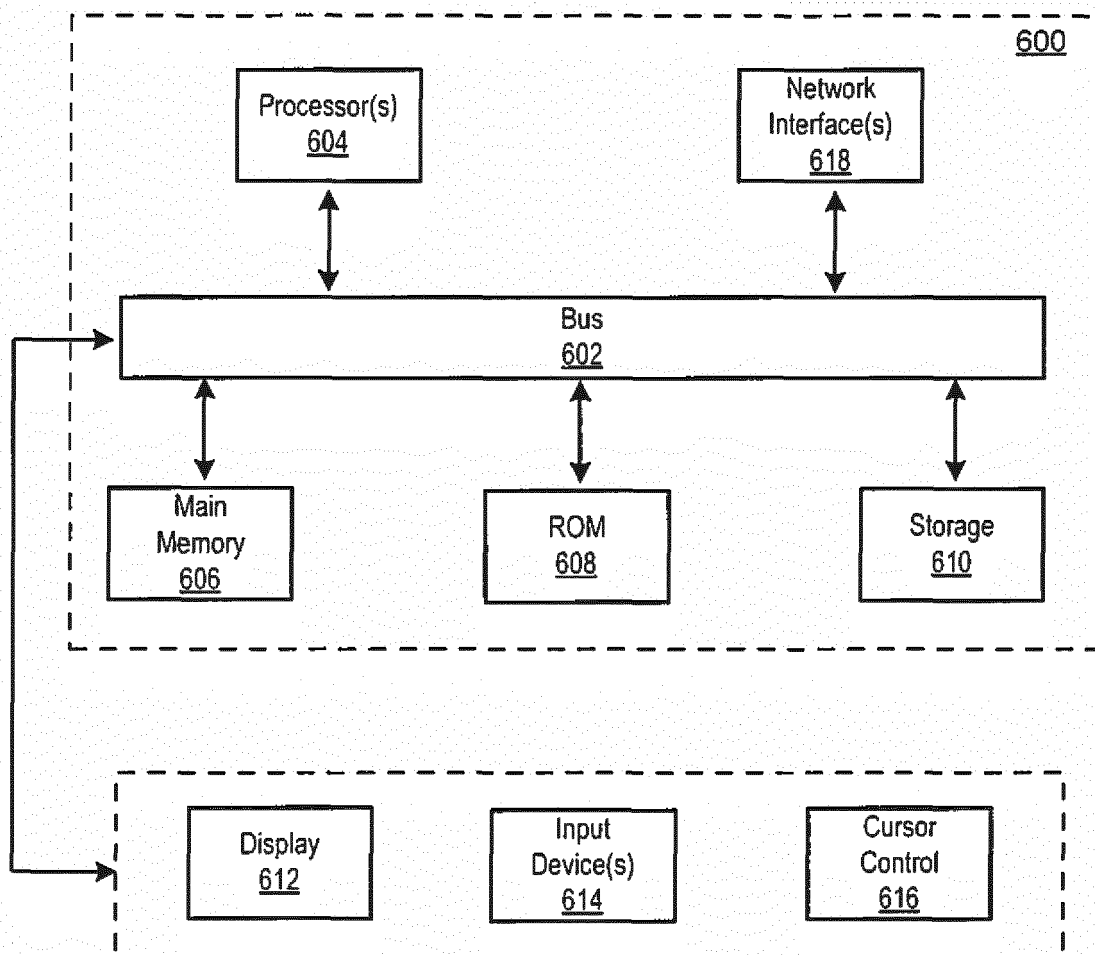 600
Processor(s)
604
Network
Interface(s)
618
Bus
602
Main
Memory
606
ROM
608
Storage
610
Display
612
Input
Device(s)
614
Cursor
Control
616